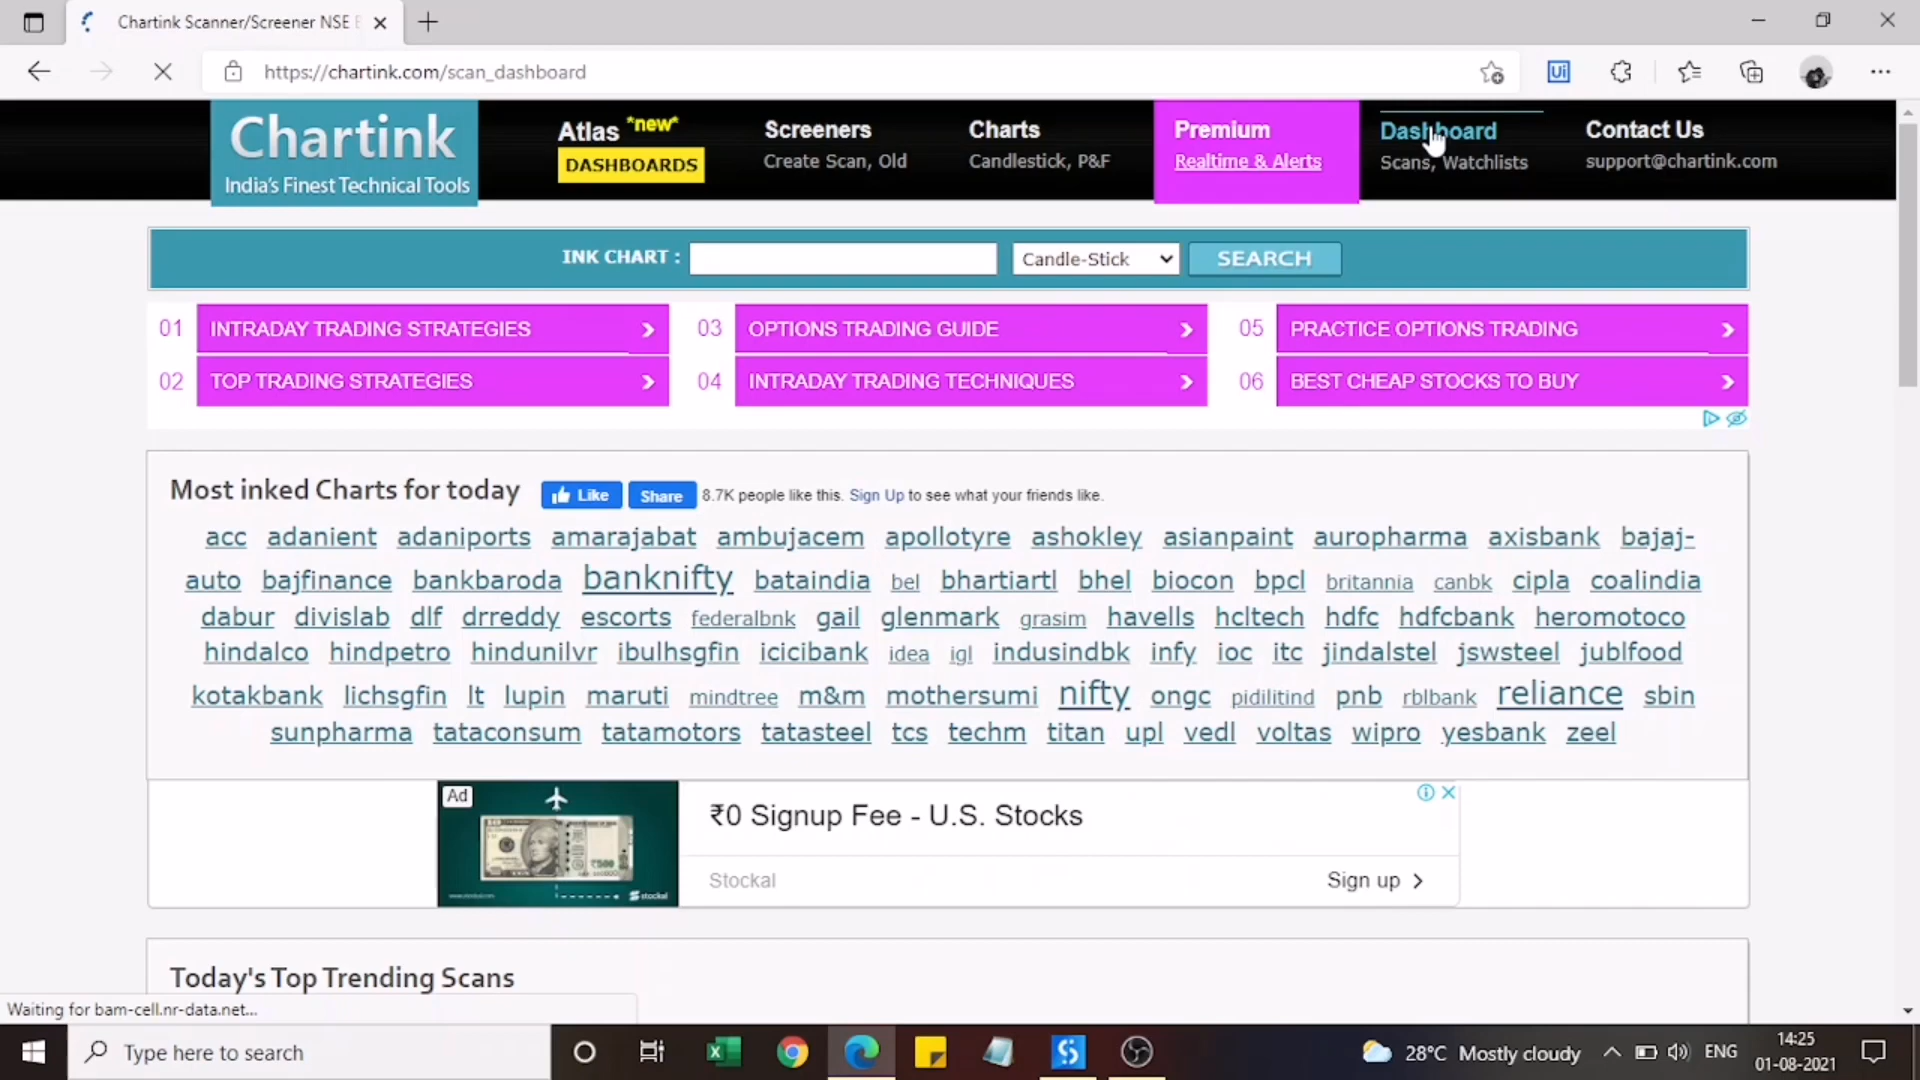 Chartink Scanner/Screener NSE
https://chartink.com/scan_dashboard
Chartink
India's Finest Technical Tools
Atlas *new*
DASHBOARDS
Screeners
Create Scan, Old
Charts
Candlestick, P&F
Premium
Realtime & Alerts
Dashboard
Scans, Watchlists
Contact Us
support@chartink.com
INK CHART : Candle-Stick SEARCH
01 INTRADAY TRADING STRATEGIES 03 OPTIONS TRADING GUIDE 05 PRACTICE OPTIONS TRADING
02 TOP TRADING STRATEGIES 04 INTRADAY TRADING TECHNIQUES 06 BEST CHEAP STOCKS TO BUY
Most inked Charts for today Like Share 8.7K people like this. Sign Up to see what your friends like.
acc adanient adaniports amarajabat ambujacem apollotyre ashokley asianpaint auropharma axisbank bajaj-
auto bajfinance bankbaroda banknifty bataindia bel bhartiartl bhel biocon bpcl britannia canbk cipla coalindia
dabur divislab dlf drreddy escorts federalbnk gail glenmark grasim havells hcltech hdfc hdfcbank heromotoco
hindalco hindpetro hindunilvr ibulhsgfin icicibank idea igl indusindbk infy ioc itc jindalstel jswsteel jublfood
kotakbank lichsgfin lt lupin maruti mindtree m&m mothersumi nifty ongc pidilitind pnb rblbank reliance sbin
sunpharma tataconsum tatamotors tatasteel tcs techm titan upl vedl voltas wipro yesbank zeel
Ad
₹500
stockal
₹0 Signup Fee - U.S. Stocks
Stockal Sign up
Today's Top Trending Scans
Waiting for bam-cell.nr-data.net...
Type here to search
28°C Mostly cloudy
ENG
14:25
01-08-2021